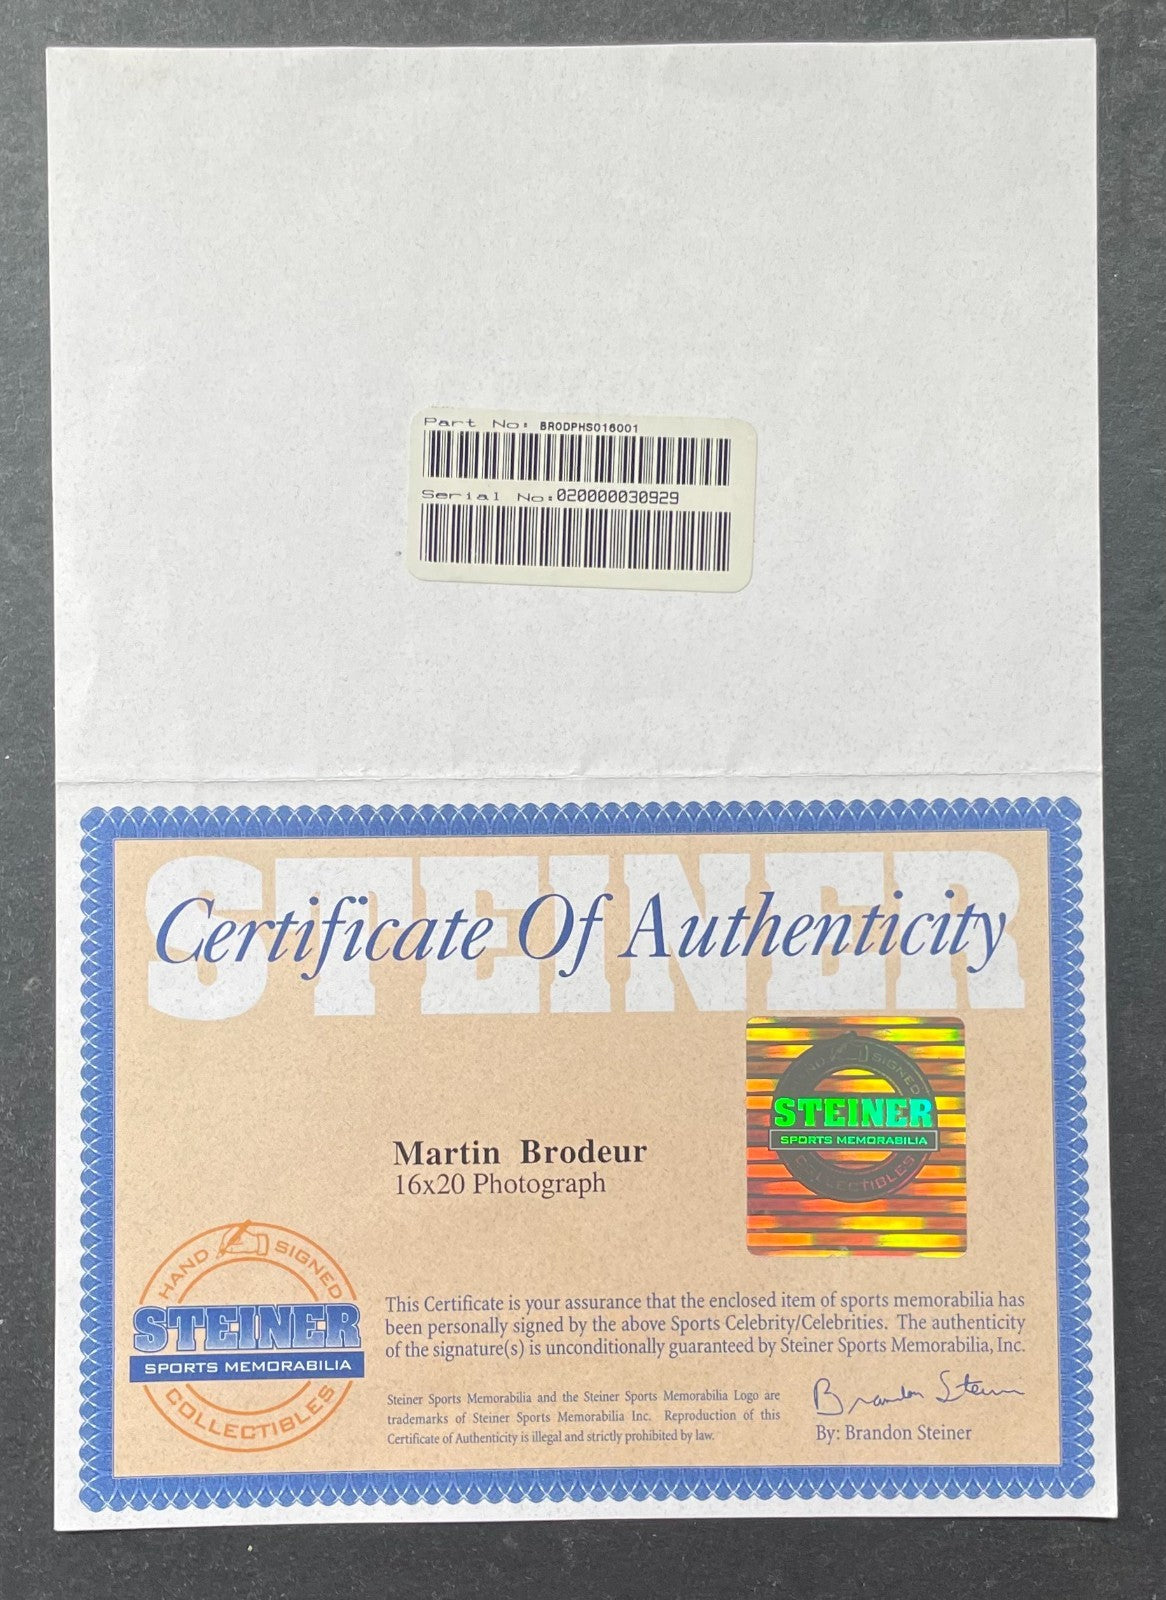 Part No: BRODPHS016001
Serial No:020000030929
STEINER
Certificate Of Authenticity
HAND SIGNED
STEINER
SPORTS MEMORABILIA
COLLECTIBLES
Martin Brodeur
16x20 Photograph
HAND SIGNED
STEINER
SPORTS MEMORABILIA
COLLECTIBLES
This Certificate is your assurance that the enclosed item of sports memorabilia has
been personally signed by the above Sports Celebrity/Celebrities. The authenticity
of the signature(s) is unconditionally guaranteed by Steiner Sports Memorabilia, Inc.
Steiner Sports Memorabilia and the Steiner Sports Memorabilia Logo are
trademarks of Steiner Sports Memorabilia Inc. Reproduction of this
Certificate of Authenticity is illegal and strictly prohibited by law.
Brandon Steiner
By: Brandon Steiner